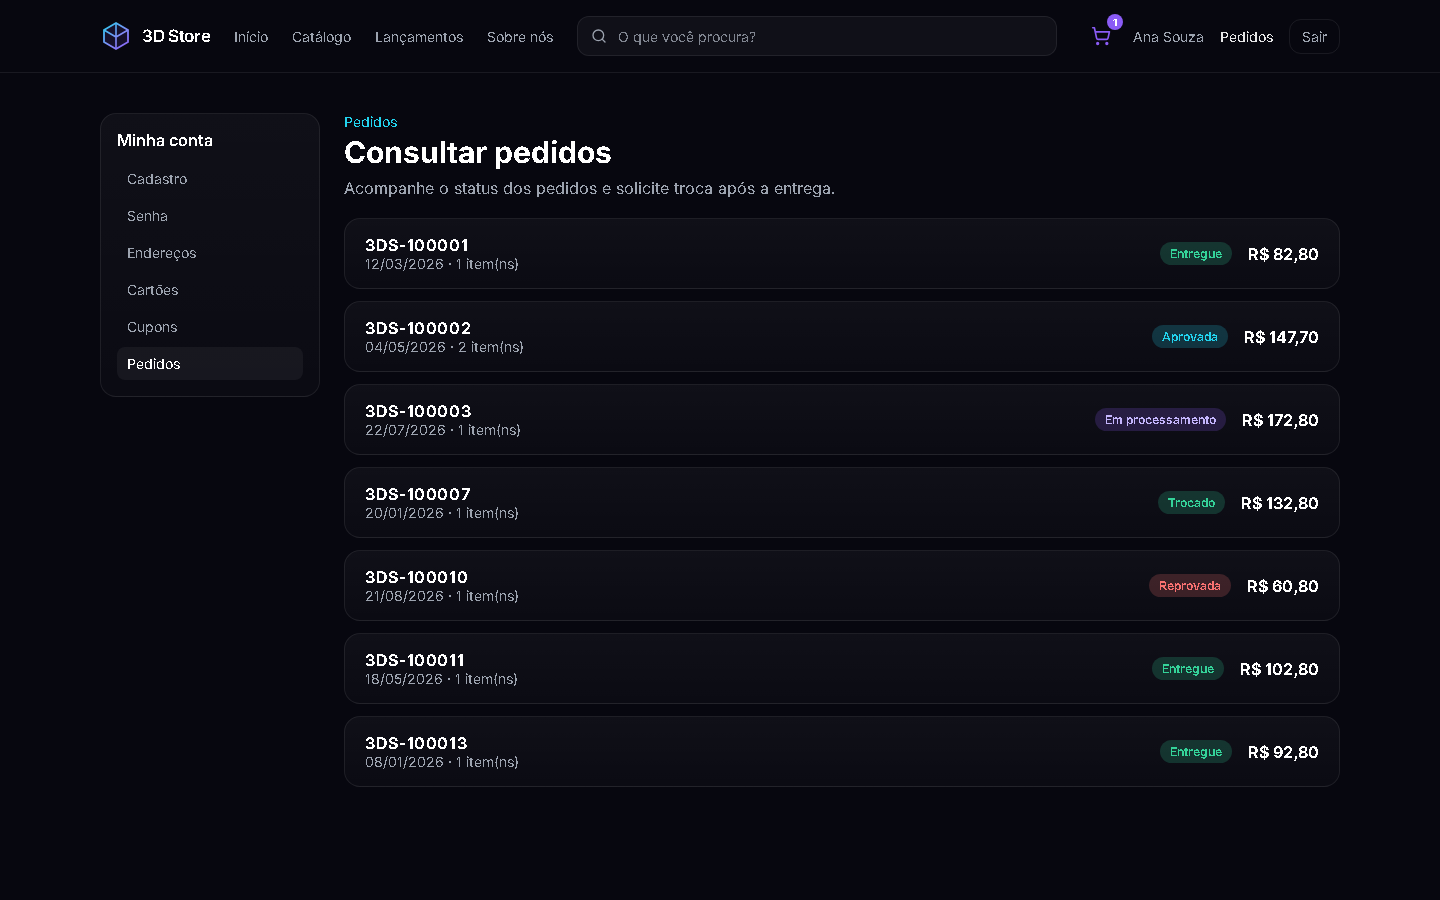 3D Store
Início
Catálogo
Lançamentos
Sobre nós
O que você procura?
1
Ana Souza
Pedidos
Sair
Minha conta
Cadastro
Senha
Endereços
Cartões
Cupons
Pedidos
Pedidos
Consultar pedidos
Acompanhe o status dos pedidos e solicite troca após a entrega.
3DS-100001
12/03/2026 · 1 item(ns)
Entregue
R$ 82,80
3DS-100002
04/05/2026 · 2 item(ns)
Aprovada
R$ 147,70
3DS-100003
22/07/2026 · 1 item(ns)
Em processamento
R$ 172,80
3DS-100007
20/01/2026 · 1 item(ns)
Trocado
R$ 132,80
3DS-100010
21/08/2026 · 1 item(ns)
Reprovada
R$ 60,80
3DS-100011
18/05/2026 · 1 item(ns)
Entregue
R$ 102,80
3DS-100013
08/01/2026 · 1 item(ns)
Entregue
R$ 92,80